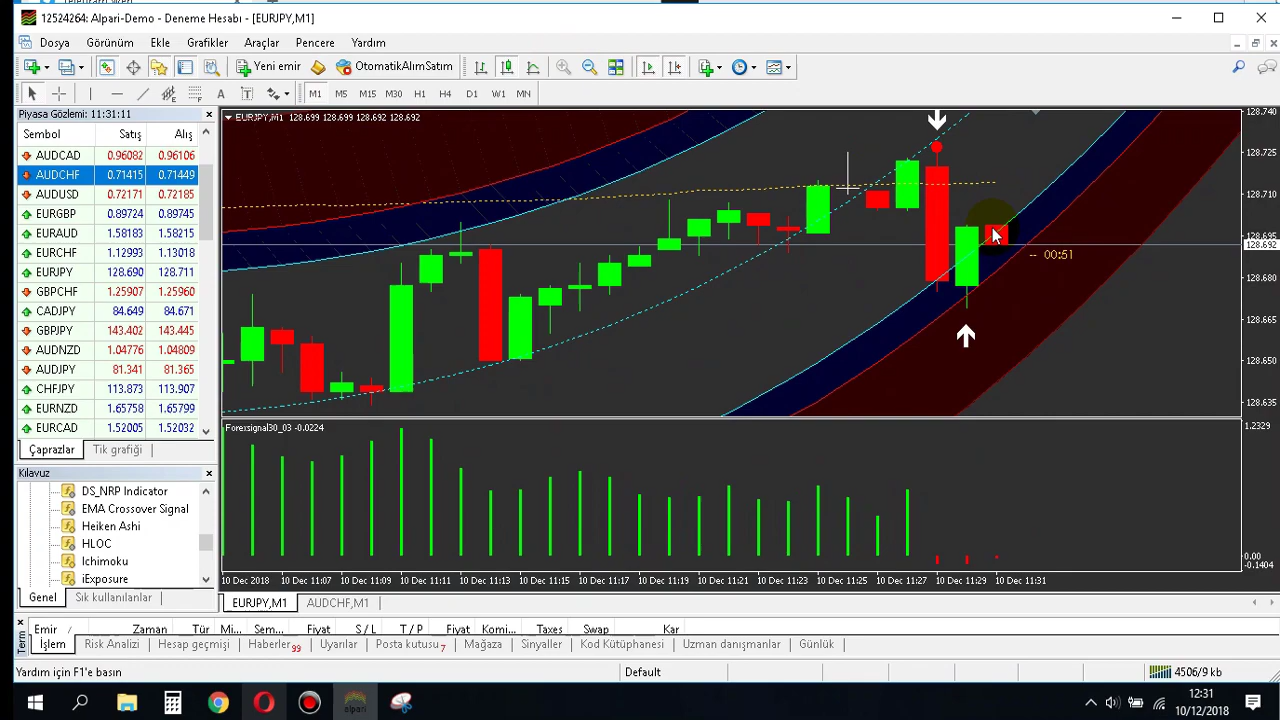 12524264: Alpari-Demo - Deneme Hesabı - [EURJPY,M1]
Dosya Görünüm Ekle Grafikler Araçlar Pencere Yardım
Yeni emir OtomatikAlımSatım
A T M1 M5 M15 M30 H1 H4 D1 W1 MN
Piyasa Gözlemi: 11:31:11
Sembol Satış Alış
AUDCAD 0.96082 0.96106
AUDCHF 0.71415 0.71449
AUDUSD 0.72171 0.72185
EURGBP 0.89724 0.89745
EURAUD 1.58183 1.58215
EURCHF 1.12993 1.13018
EURJPY 128.690 128.711
GBPCHF 1.25907 1.25960
CADJPY 84.649 84.671
GBPJPY 143.402 143.445
AUDNZD 1.04776 1.04809
AUDJPY 81.341 81.365
CHFJPY 113.873 113.907
EURNZD 1.65758 1.65799
EURCAD 1.52005 1.52032
Çaprazlar Tik grafiği
Kılavuz
DS_NRP Indicator
EMA Crossover Signal
Heiken Ashi
HLOC
Ichimoku
iExposure
Genel Sık kullanılanlar
EURJPY,M1 128.699 128.699 128.692 128.692
128.740
128.725
128.710
128.695
128.692
128.680
128.665
128.650
128.635
-- 00:51
Forexsignal30_03 -0.0224
1.2329
0.00
-0.1404
10 Dec 2018 10 Dec 11:07 10 Dec 11:09 10 Dec 11:11 10 Dec 11:13 10 Dec 11:15 10 Dec 11:17 10 Dec 11:19 10 Dec 11:21 10 Dec 11:23 10 Dec 11:25 10 Dec 11:27 10 Dec 11:29 10 Dec 11:31
EURJPY,M1 AUDCHF,M1
Emir / Zaman Tür Mi... Sem... Fiyat S / L T / P Fiyat Komi... Taxes Swap Kar
İşlem Risk Analizi Hesap geçmişi Haberler 99 Uyarılar Posta kutusu 7 Mağaza Sinyaller Kod Kütüphanesi Uzman danışmanlar Günlük
Yardım için F1'e basın Default 4506/9 kb
alpari
12:31
10/12/2018